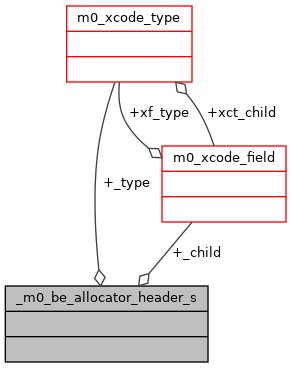 m0_xcode_type
+xf_type
+xct_child
m0_xcode_field
+_type
+_child
_m0_be_allocator_header_s